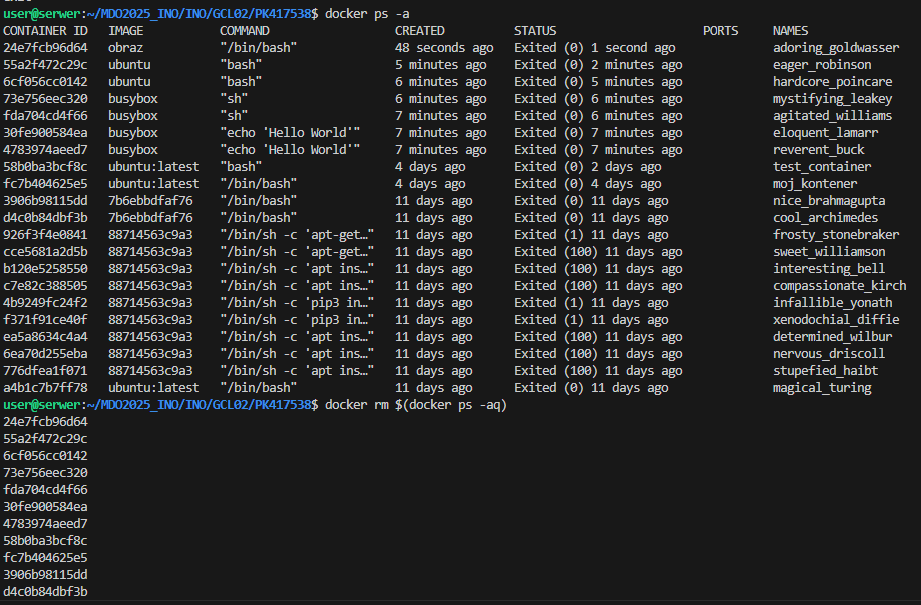 user@serwer:~/MDO2025_INO/INO/GCL02/PK417538$ docker ps -a
CONTAINER ID   IMAGE           COMMAND                  CREATED          STATUS                        PORTS     NAMES
24e7fcb96d64   obraz           "/bin/bash"              48 seconds ago   Exited (0) 1 second ago                 adoring_goldwasser
55a2f472c29c   ubuntu          "bash"                   5 minutes ago    Exited (0) 2 minutes ago                eager_robinson
6cf056cc0142   ubuntu          "bash"                   6 minutes ago    Exited (0) 5 minutes ago                hardcore_poincare
73e756eec320   busybox         "sh"                     6 minutes ago    Exited (0) 6 minutes ago                mystifying_leakey
fda704cd4f66   busybox         "sh"                     7 minutes ago    Exited (0) 6 minutes ago                agitated_williams
30fe900584ea   busybox         "echo 'Hello World'"     7 minutes ago    Exited (0) 7 minutes ago                eloquent_lamarr
4783974aeed7   busybox         "echo 'Hello World'"     7 minutes ago    Exited (0) 7 minutes ago                reverent_buck
58b0ba3bcf8c   ubuntu:latest   "bash"                   4 days ago       Exited (0) 2 days ago                   test_container
fc7b404625e5   ubuntu:latest   "/bin/bash"              4 days ago       Exited (0) 4 days ago                   moj_kontener
3906b98115dd   7b6ebbdfaf76    "/bin/bash"              11 days ago      Exited (0) 11 days ago                  nice_brahmagupta
d4c0b84dbf3b   7b6ebbdfaf76    "/bin/bash"              11 days ago      Exited (0) 11 days ago                  cool_archimedes
926f3f4e0841   88714563c9a3    "/bin/sh -c 'apt-get…"   11 days ago      Exited (1) 11 days ago                  frosty_stonebraker
cce5681a2d5b   88714563c9a3    "/bin/sh -c 'apt-get…"   11 days ago      Exited (100) 11 days ago                sweet_williamson
b120e5258550   88714563c9a3    "/bin/sh -c 'apt ins…"   11 days ago      Exited (100) 11 days ago                interesting_bell
c7e82c388505   88714563c9a3    "/bin/sh -c 'apt ins…"   11 days ago      Exited (100) 11 days ago                compassionate_kirch
4b9249fc24f2   88714563c9a3    "/bin/sh -c 'pip3 in…"   11 days ago      Exited (1) 11 days ago                  infallible_yonath
f371f91ce40f   88714563c9a3    "/bin/sh -c 'pip3 in…"   11 days ago      Exited (1) 11 days ago                  xenodochial_diffie
ea5a8634c4a4   88714563c9a3    "/bin/sh -c 'apt ins…"   11 days ago      Exited (100) 11 days ago                determined_wilbur
6ea70d255eba   88714563c9a3    "/bin/sh -c 'apt ins…"   11 days ago      Exited (100) 11 days ago                nervous_driscoll
776dfea1f071   88714563c9a3    "/bin/sh -c 'apt ins…"   11 days ago      Exited (100) 11 days ago                stupefied_haibt
a4b1c7b7ff78   ubuntu:latest   "/bin/bash"              11 days ago      Exited (0) 11 days ago                  magical_turing
user@serwer:~/MDO2025_INO/INO/GCL02/PK417538$ docker rm $(docker ps -aq)
24e7fcb96d64
55a2f472c29c
6cf056cc0142
73e756eec320
fda704cd4f66
30fe900584ea
4783974aeed7
58b0ba3bcf8c
fc7b404625e5
3906b98115dd
d4c0b84dbf3b